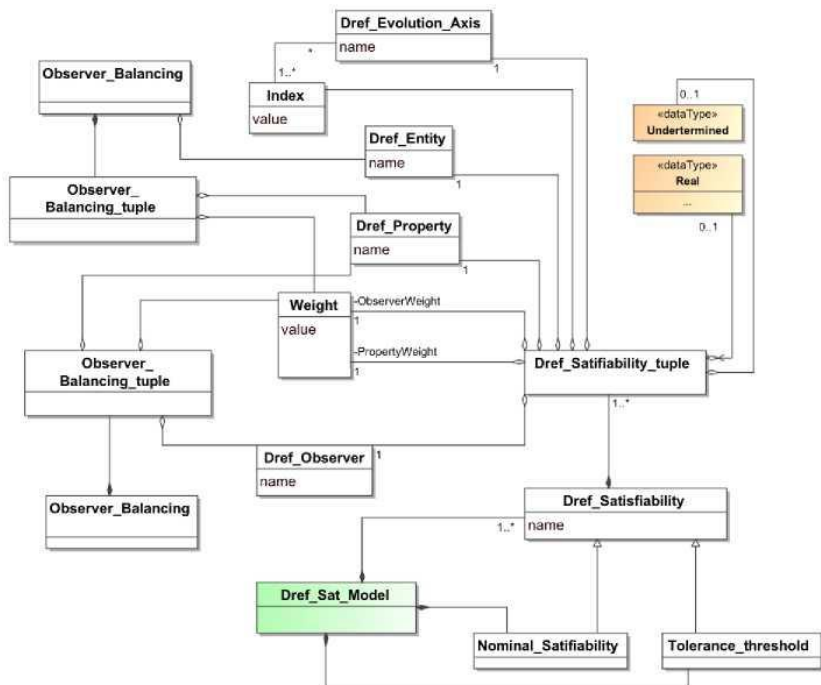 Dref_Evolution_Axis
name
*
1
1..*
Observer_Balancing
Index
value
0..1
«dataType»
Undertermined
Dref_Entity
name
1
«dataType»
Real
...
0..1
Observer_
Balancing_tuple
Dref_Property
name
1
Weight
value
-ObserverWeight
1
-PropertyWeight
1
Observer_
Balancing_tuple
Dref_Satifiability_tuple
1..*
Dref_Observer
name
1
Observer_Balancing
Dref_Satisfiability
name
1..*
Dref_Sat_Model
Nominal_Satifiability
Tolerance_threshold